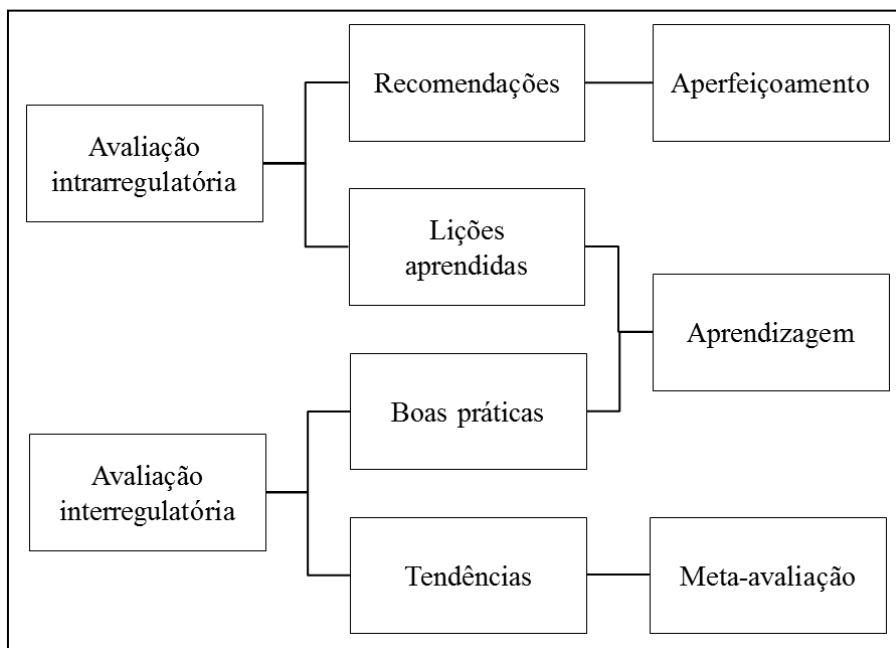 Recomendações
Aperfeiçoamento
Avaliação
intrarregulatória
Lições
aprendidas
Aprendizagem
Boas práticas
Avaliação
interregulatória
Tendências
Meta-avaliação